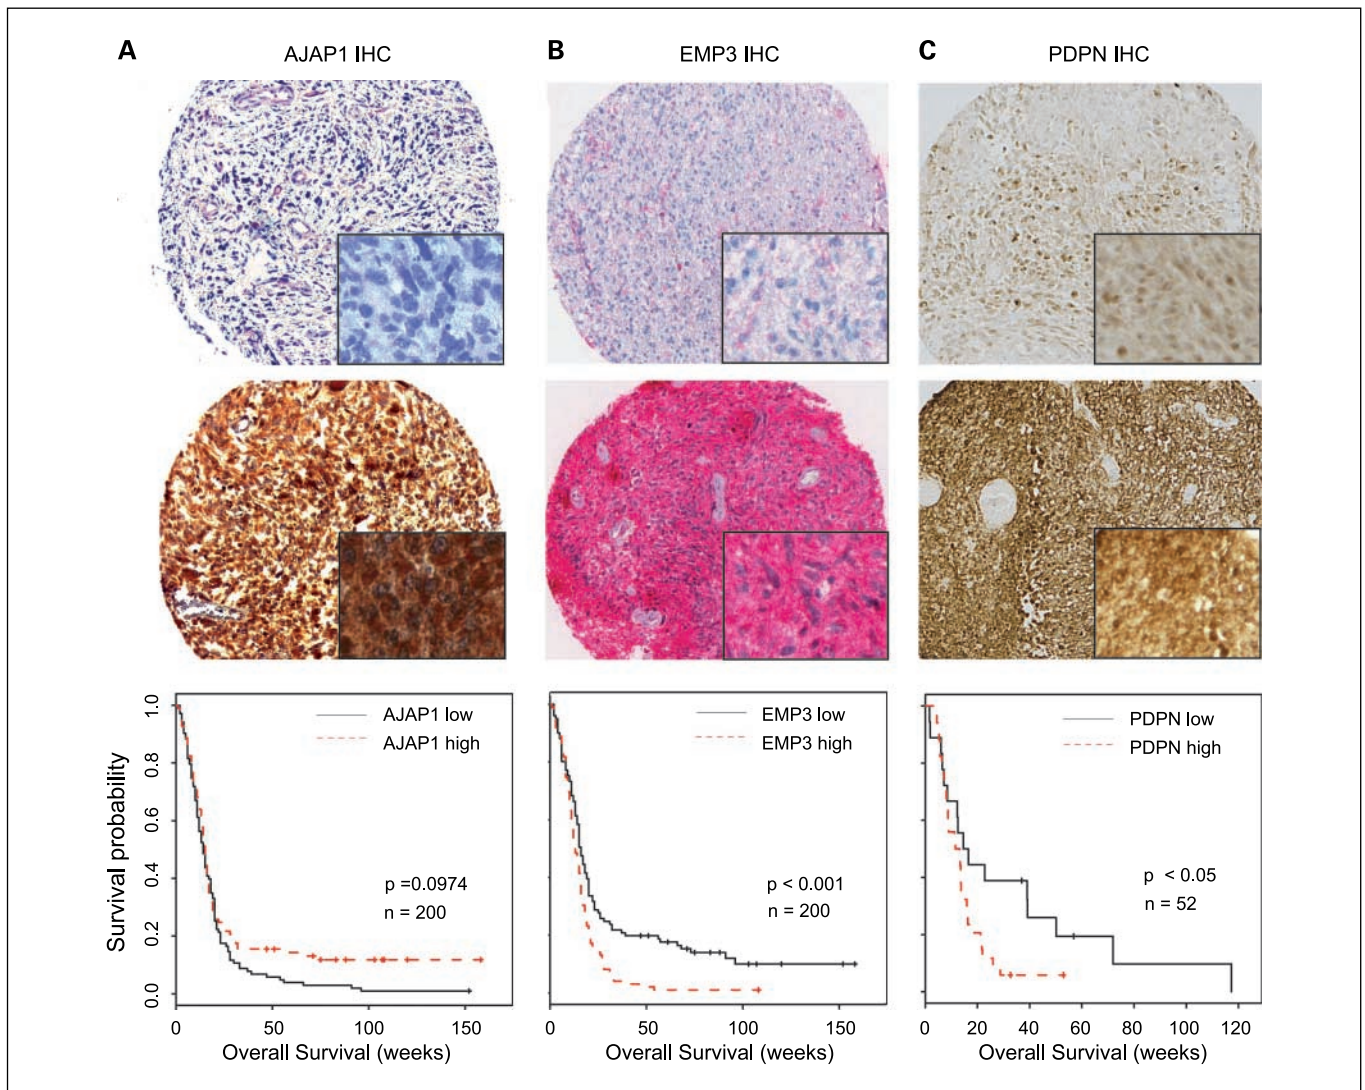 A AJAP1 IHC
B EMP3 IHC
C PDPN IHC
AJAP1 low
AJAP1 high
p =0.0974
n = 200
Survival probability
1.0
0.8
0.6
0.4
0.2
0.0
0 50 100 150
Overall Survival (weeks)
EMP3 low
EMP3 high
p < 0.001
n = 200
0 50 100 150
Overall Survival (weeks)
PDPN low
PDPN high
p < 0.05
n = 52
0 20 40 60 80 100 120
Overall Survival (weeks)